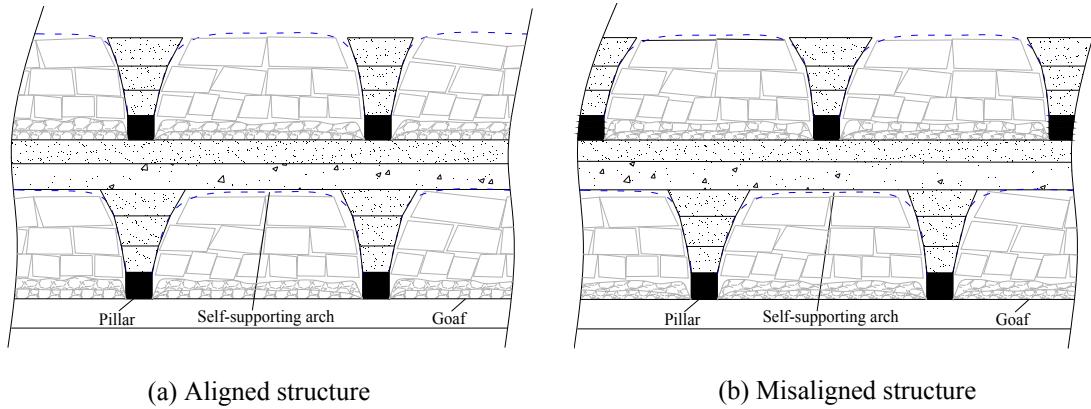 Pillar
Self-supporting arch
Goaf
Pillar
Self-supporting arch
Goaf
(a) Aligned structure
(b) Misaligned structure